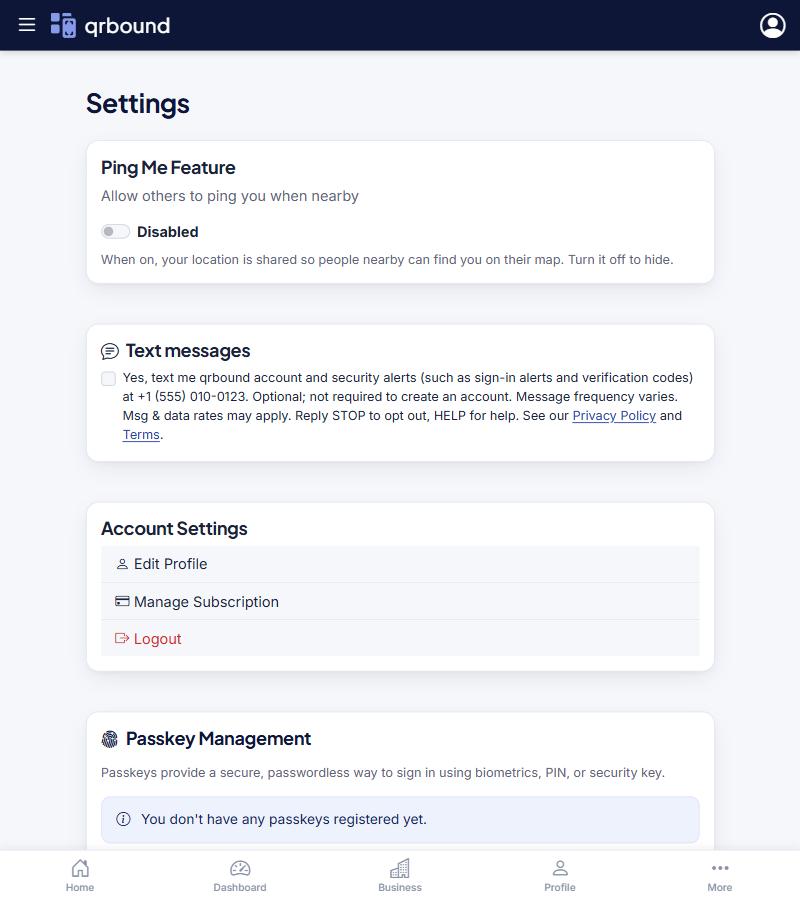 qrbound
Settings
Ping Me Feature
Allow others to ping you when nearby
Disabled
When on, your location is shared so people nearby can find you on their map. Turn it off to hide.
Text messages
Yes, text me qrbound account and security alerts (such as sign-in alerts and verification codes)
at +1 (555) 010-0123. Optional; not required to create an account. Message frequency varies.
Msg & data rates may apply. Reply STOP to opt out, HELP for help. See our Privacy Policy and
Terms.
Account Settings
Edit Profile
Manage Subscription
Logout
Passkey Management
Passkeys provide a secure, passwordless way to sign in using biometrics, PIN, or security key.
You don't have any passkeys registered yet.
Home
Dashboard
Business
Profile
More